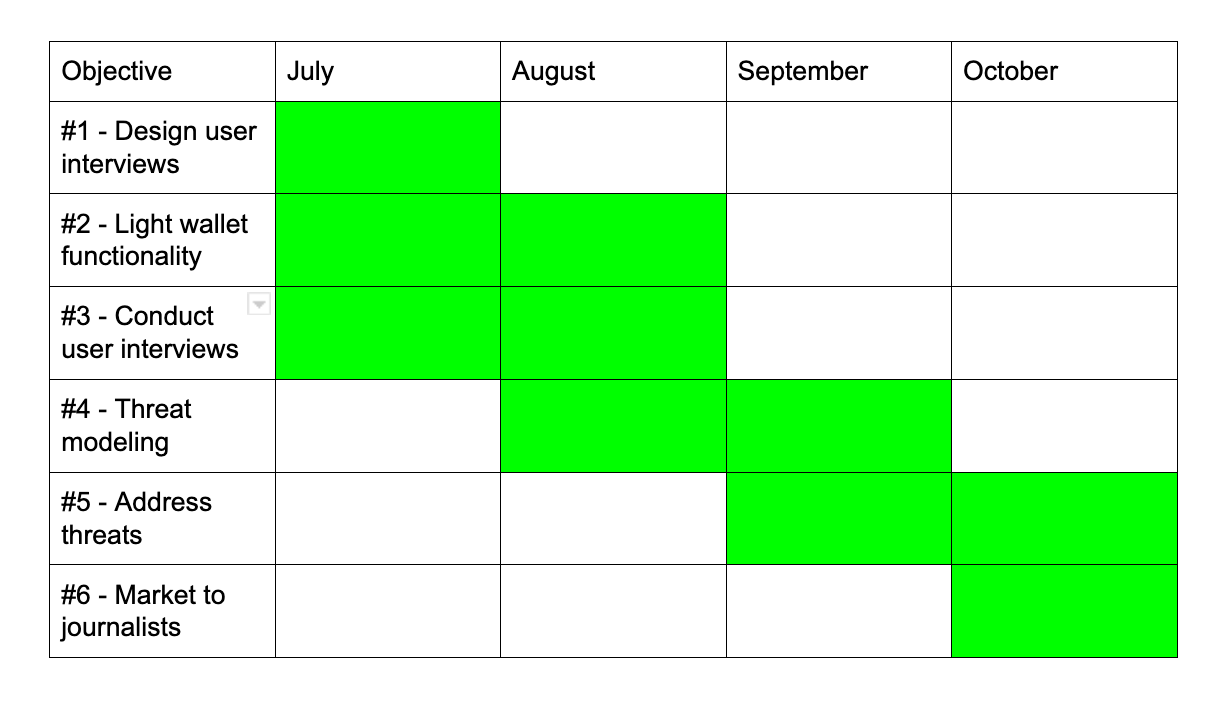 Objective July August September October
#1 - Design user
interviews
#2 - Light wallet
functionality
#3 - Conduct
user interviews
#4 - Threat
modeling
#5 - Address
threats
#6 - Market to
journalists